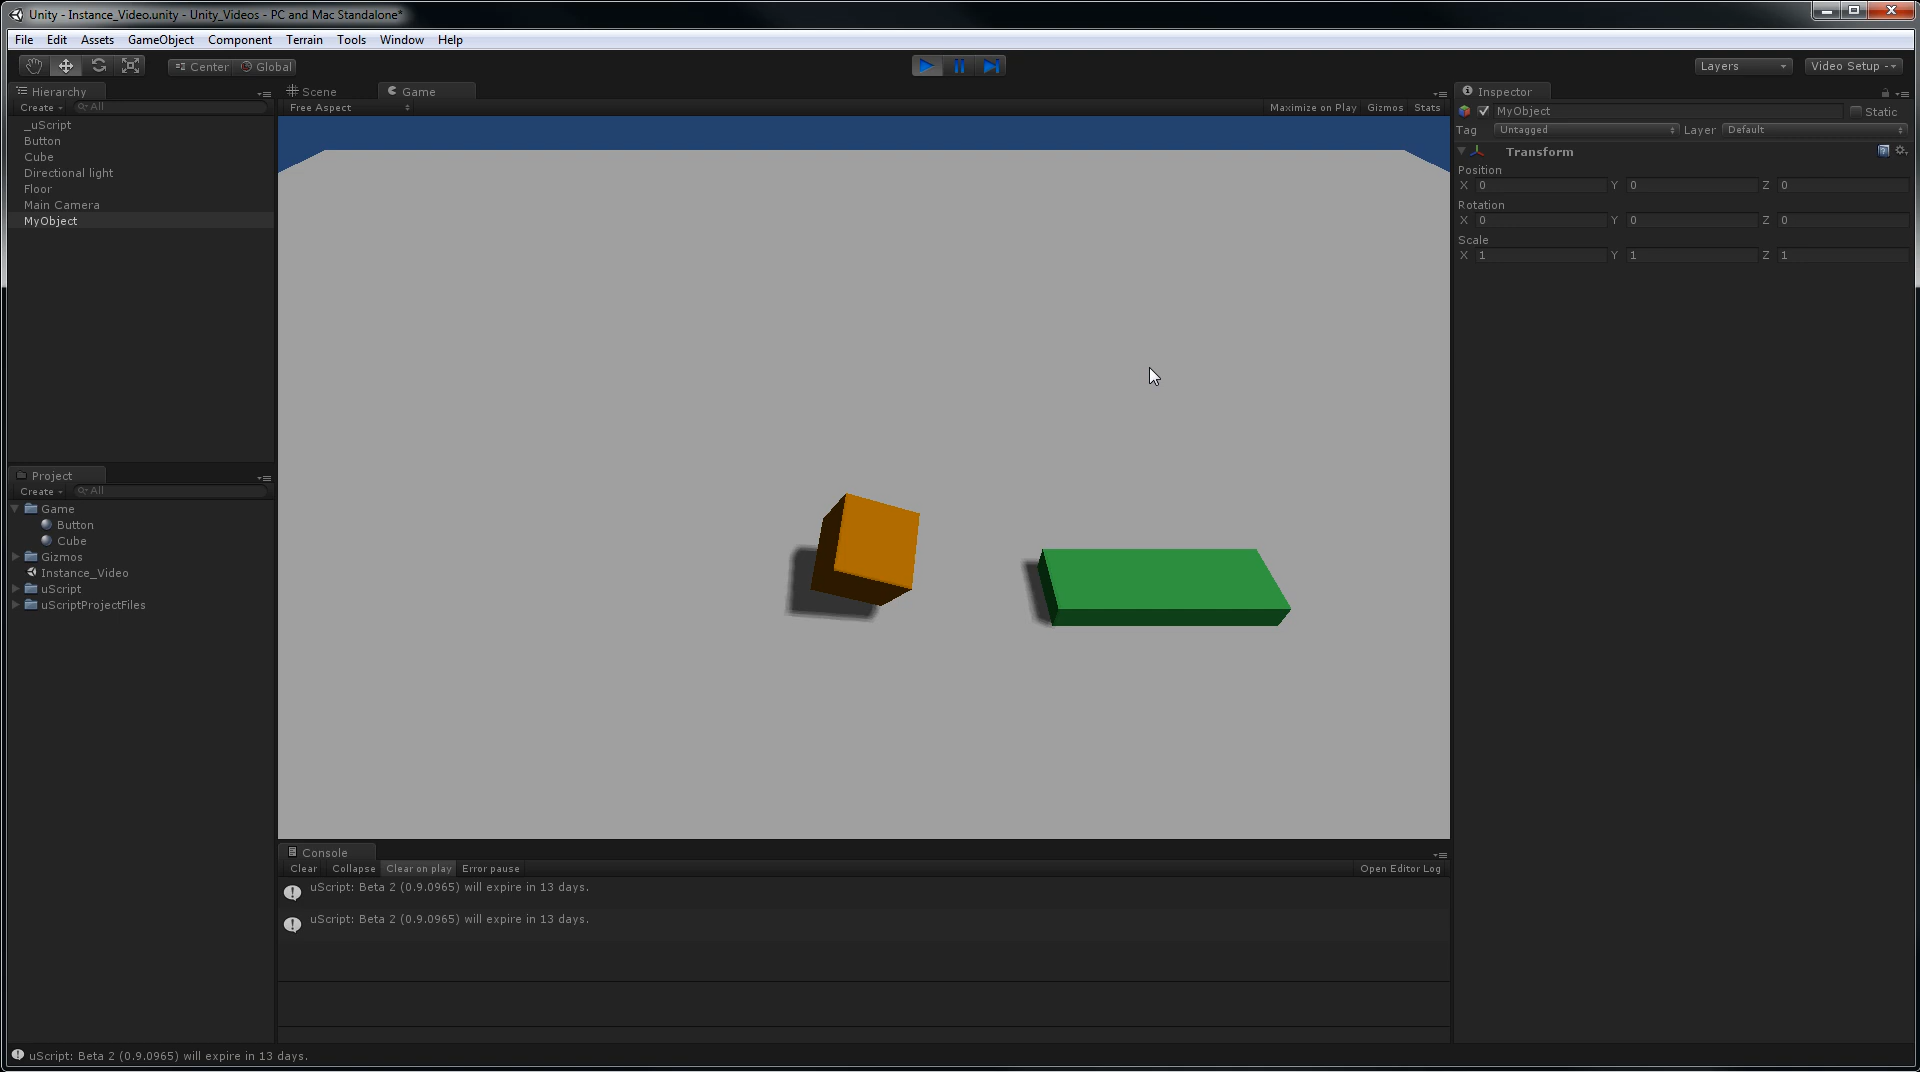 Unity - Instance_Video.unity - Unity_Videos - PC and Mac Standalone*
File Edit Assets GameObject Component Terrain Tools Window Help
Center Global Layers Video Setup
Hierarchy
Create All
_uScript
Button
Cube
Directional light
Floor
Main Camera
MyObject
Project
Create All
Game
Button
Cube
Gizmos
Instance_Video
uScript
uScriptProjectFiles
Scene Game
Free Aspect Maximize on Play Gizmos Stats
Console
Clear Collapse Clear on play Error pause Open Editor Log
uScript: Beta 2 (0.9.0965) will expire in 13 days.
uScript: Beta 2 (0.9.0965) will expire in 13 days.
Inspector
MyObject Static
Tag Untagged Layer Default
Transform
Position
X 0 Y 0 Z 0
Rotation
X 0 Y 0 Z 0
Scale
X 1 Y 1 Z 1
uScript: Beta 2 (0.9.0965) will expire in 13 days.